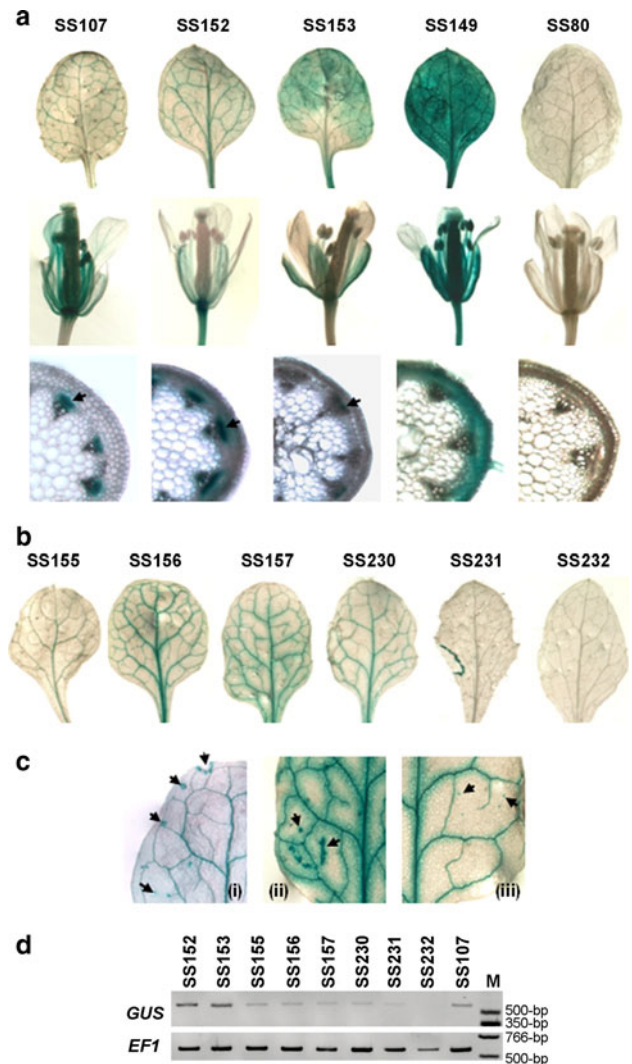 a
SS107 SS152 SS153 SS149 SS80
b
SS155 SS156 SS157 SS230 SS231 SS232
c
(i) (ii) (iii)
d
SS152 SS153 SS155 SS156 SS157 SS230 SS231 SS232 SS107 M
GUS
500-bp
350-bp
EF1
766-bp
500-bp